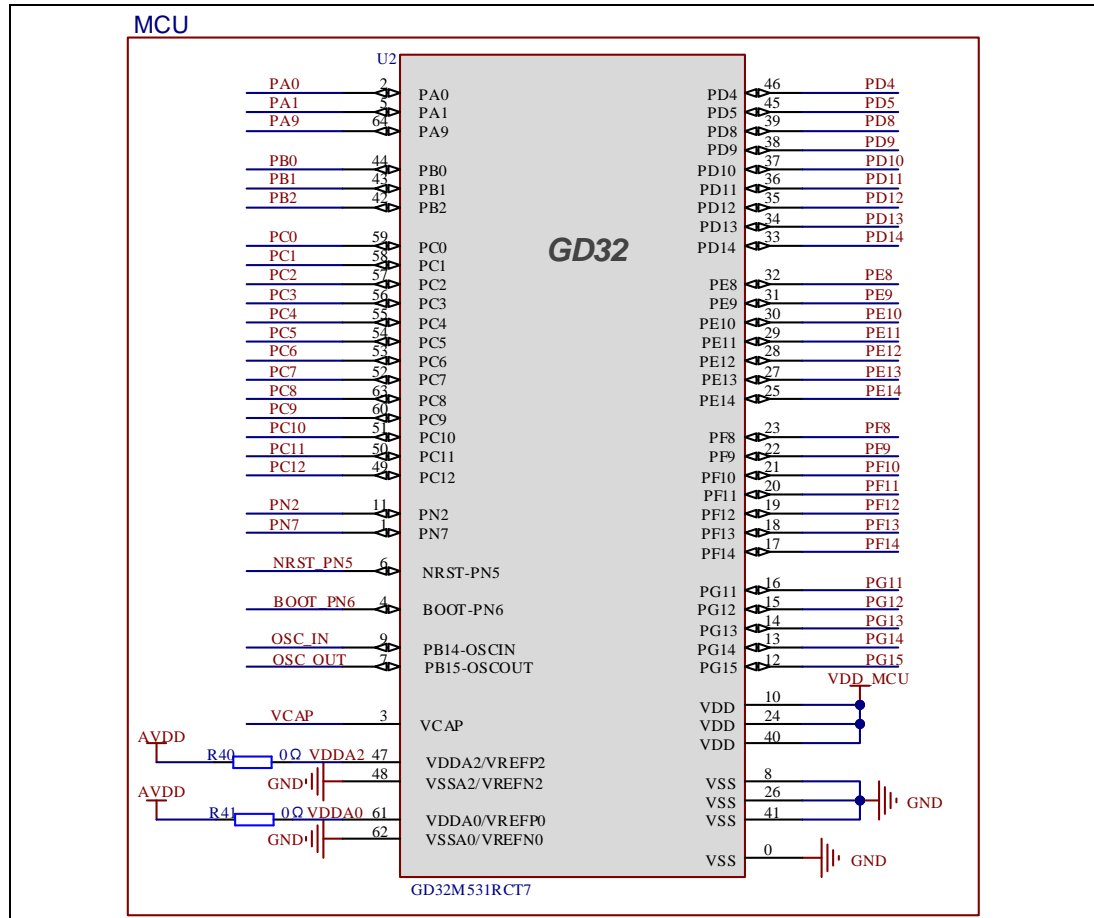 MCU
U2
PA0 2 PA0 PD4 46 PD4
PA1 5 PA1 PD5 45 PD5
PA9 64 PA9 PD8 39 PD8
PD9 38 PD9
PB0 44 PB0 PD10 37 PD10
PB1 43 PB1 PD11 36 PD11
PB2 42 PB2 PD12 35 PD12
PD13 34 PD13
PC0 59 PC0 GD32 PD14 33 PD14
PC1 58 PC1
PC2 57 PC2 PE8 32 PE8
PC3 56 PC3 PE9 31 PE9
PC4 55 PC4 PE10 30 PE10
PC5 54 PC5 PE11 29 PE11
PC6 53 PC6 PE12 28 PE12
PC7 52 PC7 PE13 27 PE13
PC8 63 PC8 PE14 25 PE14
PC9 60 PC9
PC10 51 PC10 PF8 23 PF8
PC11 50 PC11 PF9 22 PF9
PC12 49 PC12 PF10 21 PF10
PF11 20 PF11
PN2 11 PN2 PF12 19 PF12
PN7 1 PN7 PF13 18 PF13
PF14 17 PF14
NRST_PN5 6 NRST-PN5
PG11 16 PG11
BOOT_PN6 4 BOOT-PN6 PG12 15 PG12
PG13 14 PG13
OSC_IN 9 PB14-OSCIN PG14 13 PG14
OSC_OUT 7 PB15-OSCOUT PG15 12 PG15
VDD_MCU
VDD 10
VCAP 3 VCAP VDD 24
AVDD VDD 40
R40 0Ω VDDA2 47 VDDA2/VREFP2
GND 48 VSSA2/VREFN2 VSS 8
AVDD VSS 26 GND
R41 0Ω VDDA0 61 VDDA0/VREFP0 VSS 41
GND 62 VSSA0/VREFN0
VSS 0 GND
GD32M531RCT7